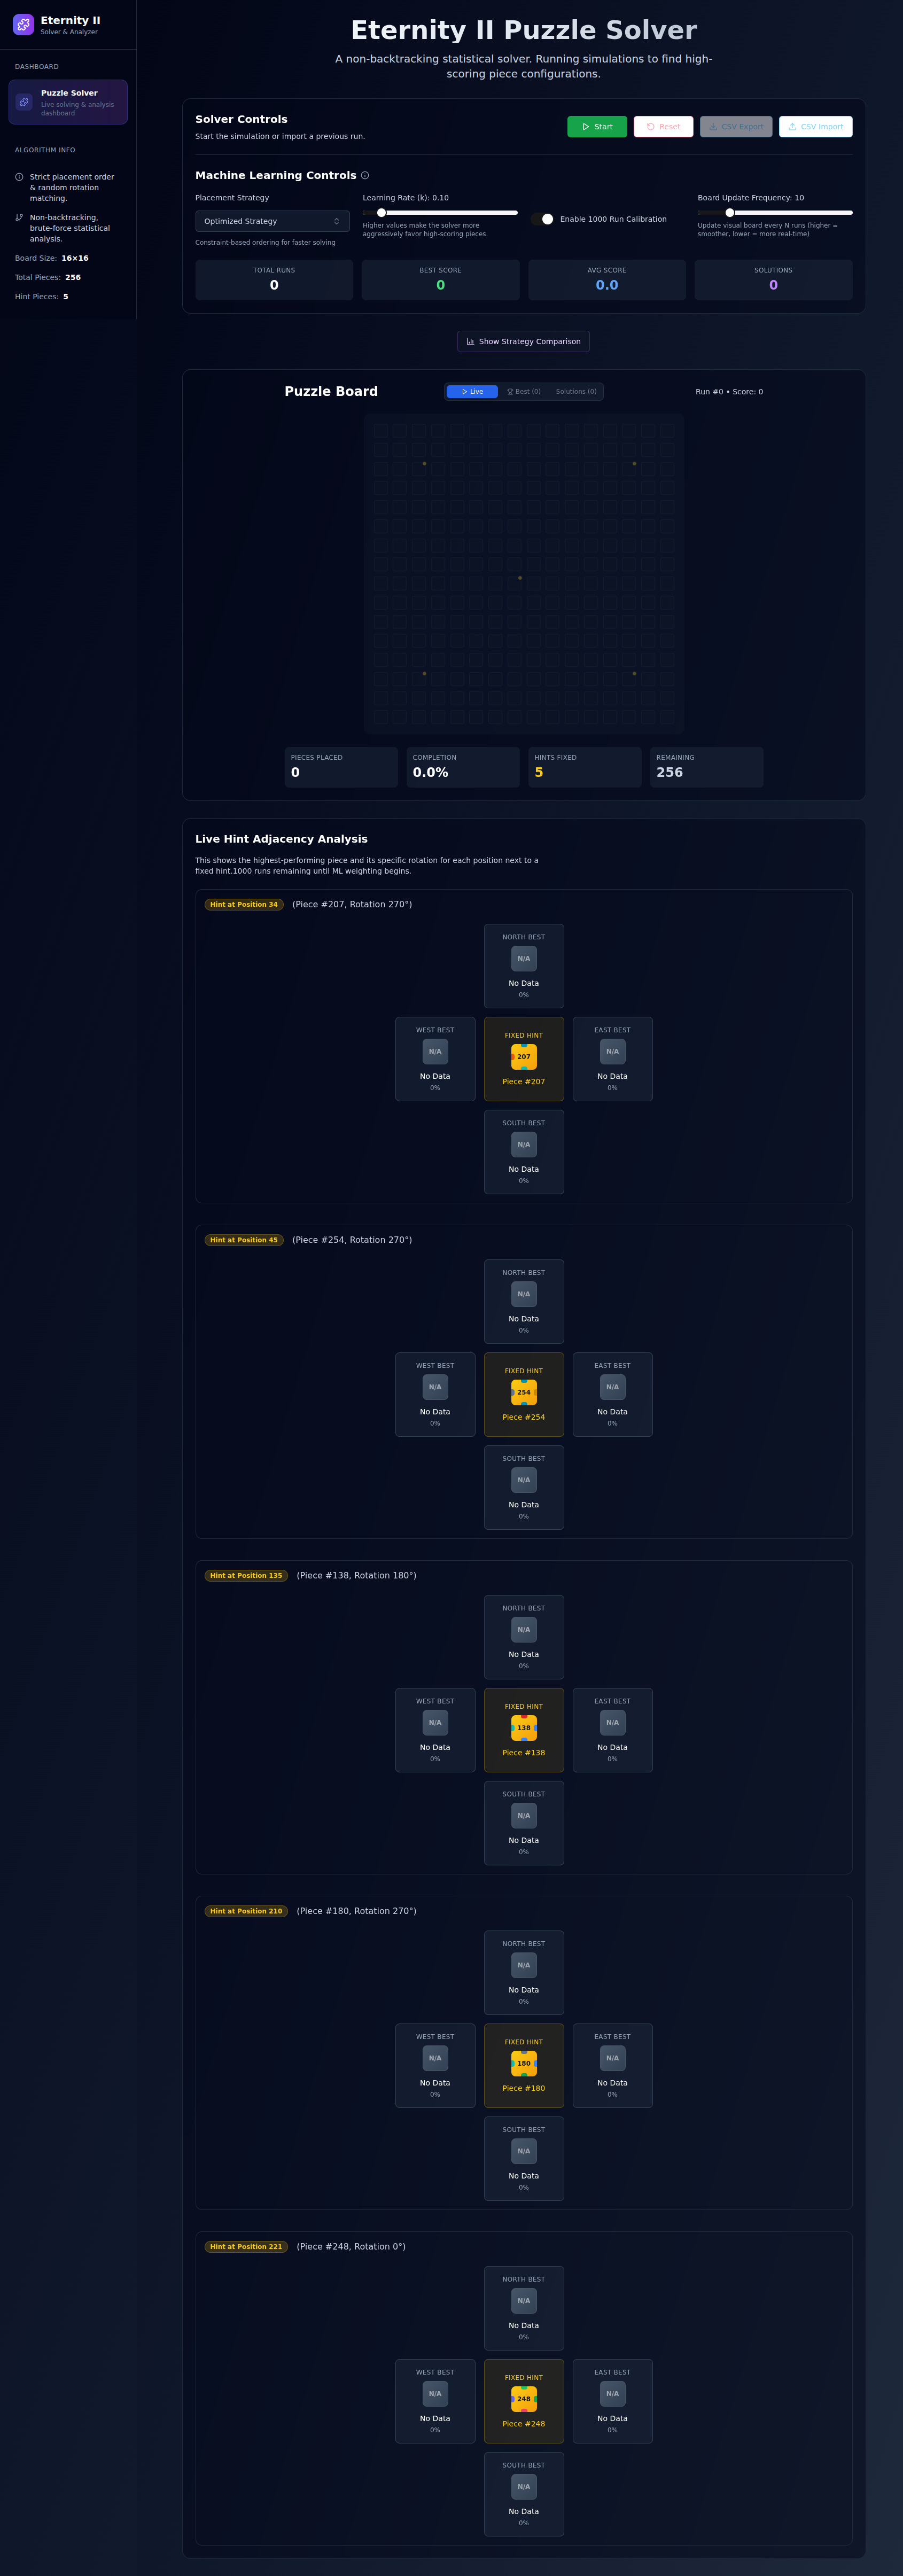 Eternity II
Solver & Analyzer
DASHBOARD
Puzzle Solver
Live solving & analysis
dashboard
ALGORITHM INFO
Strict placement order
& random rotation
matching.
Non-backtracking,
brute-force statistical
analysis.
Board Size: 16×16
Total Pieces: 256
Hint Pieces: 5
Eternity II Puzzle Solver
A non-backtracking statistical solver. Running simulations to find high-
scoring piece configurations.
Solver Controls
Start the simulation or import a previous run.
Start
Reset
CSV Export
CSV Import
Machine Learning Controls
Placement Strategy
Optimized Strategy
Constraint-based ordering for faster solving
Learning Rate (k): 0.10
Higher values make the solver more
aggressively favor high-scoring pieces.
Enable 1000 Run Calibration
Board Update Frequency: 10
Update visual board every N runs (higher =
smoother, lower = more real-time)
TOTAL RUNS
0
BEST SCORE
0
AVG SCORE
0.0
SOLUTIONS
0
Show Strategy Comparison
Puzzle Board
Live
Best (0)
Solutions (0)
Run #0 • Score: 0
PIECES PLACED
0
COMPLETION
0.0%
HINTS FIXED
5
REMAINING
256
Live Hint Adjacency Analysis
This shows the highest-performing piece and its specific rotation for each position next to a
fixed hint.1000 runs remaining until ML weighting begins.
Hint at Position 34 (Piece #207, Rotation 270°)
NORTH BEST
N/A
No Data
0%
WEST BEST
N/A
No Data
0%
FIXED HINT
207
Piece #207
EAST BEST
N/A
No Data
0%
SOUTH BEST
N/A
No Data
0%
Hint at Position 45 (Piece #254, Rotation 270°)
NORTH BEST
N/A
No Data
0%
WEST BEST
N/A
No Data
0%
FIXED HINT
254
Piece #254
EAST BEST
N/A
No Data
0%
SOUTH BEST
N/A
No Data
0%
Hint at Position 135 (Piece #138, Rotation 180°)
NORTH BEST
N/A
No Data
0%
WEST BEST
N/A
No Data
0%
FIXED HINT
138
Piece #138
EAST BEST
N/A
No Data
0%
SOUTH BEST
N/A
No Data
0%
Hint at Position 210 (Piece #180, Rotation 270°)
NORTH BEST
N/A
No Data
0%
WEST BEST
N/A
No Data
0%
FIXED HINT
180
Piece #180
EAST BEST
N/A
No Data
0%
SOUTH BEST
N/A
No Data
0%
Hint at Position 221 (Piece #248, Rotation 0°)
NORTH BEST
N/A
No Data
0%
WEST BEST
N/A
No Data
0%
FIXED HINT
248
Piece #248
EAST BEST
N/A
No Data
0%
SOUTH BEST
N/A
No Data
0%